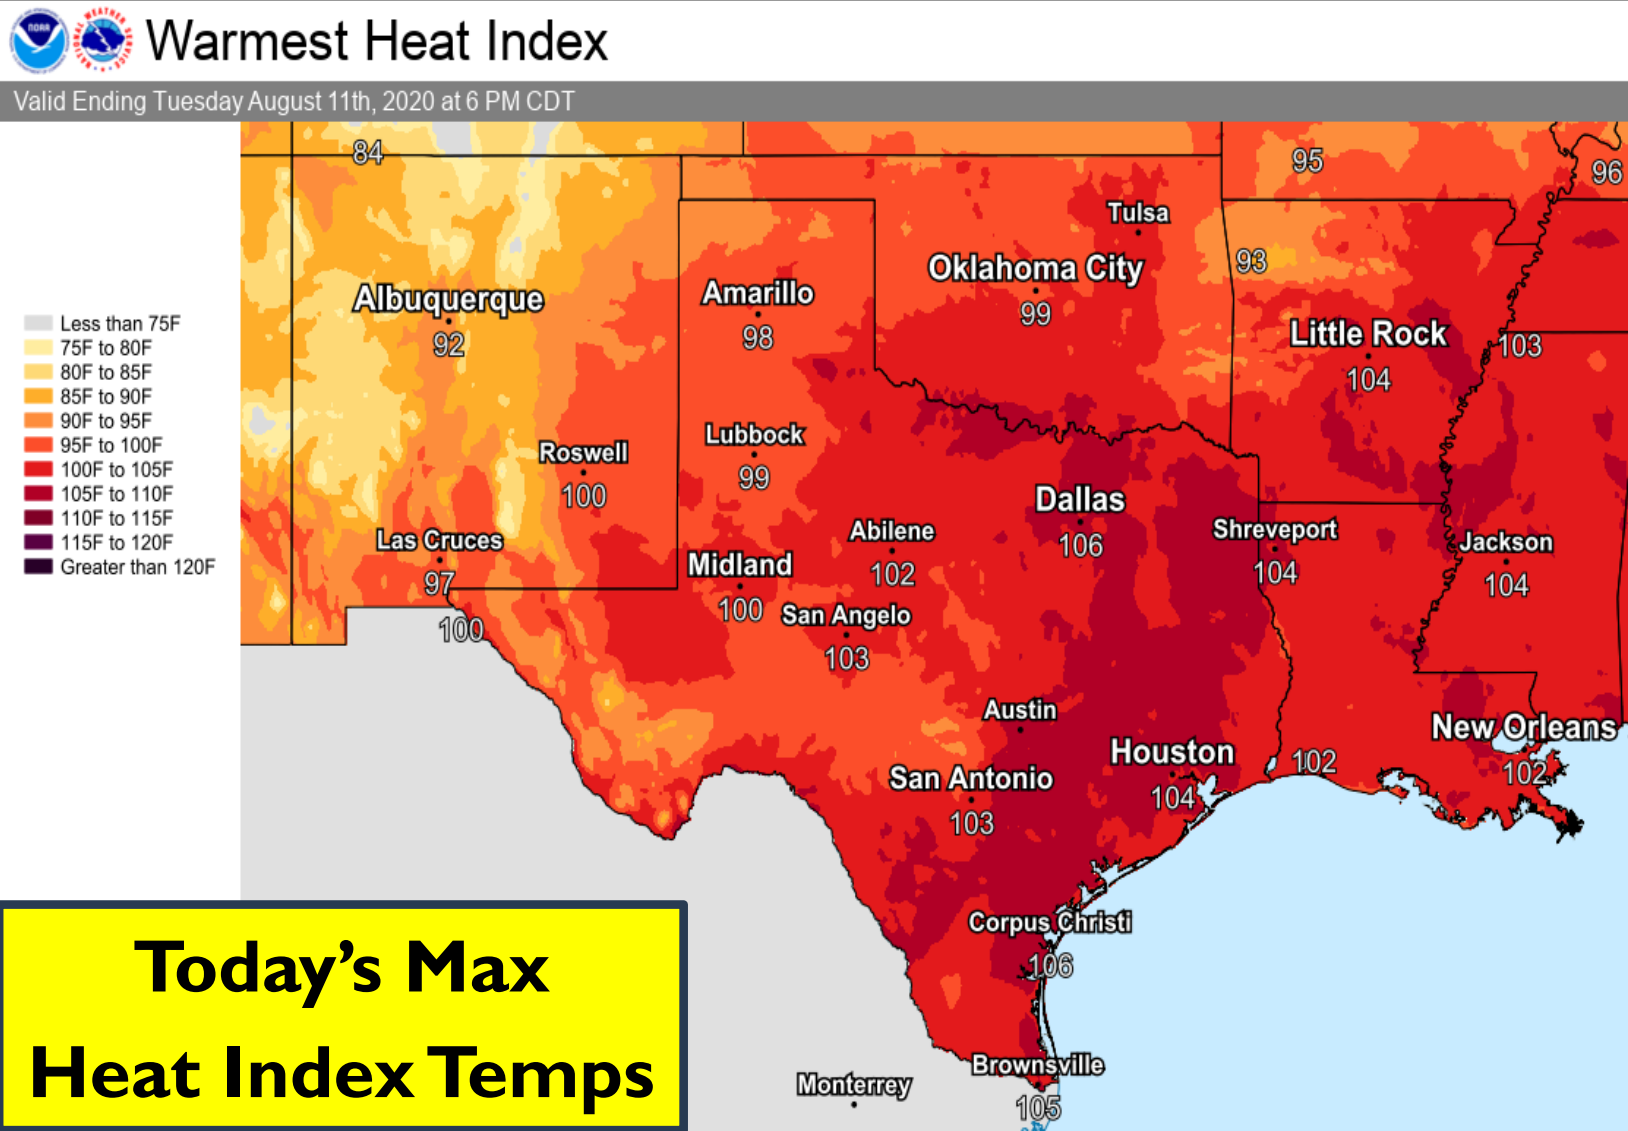 NOAA
NATIONAL WEATHER SERVICE
Warmest Heat Index
Valid Ending Tuesday August 11th, 2020 at 6 PM CDT
Less than 75F
75F to 80F
80F to 85F
85F to 90F
90F to 95F
95F to 100F
100F to 105F
105F to 110F
110F to 115F
115F to 120F
Greater than 120F
84
95
96
Tulsa
Oklahoma City
99
93
Albuquerque
92
Amarillo
98
Little Rock
104
103
Roswell
100
Lubbock
99
Las Cruces
97
100
Midland
100
Abilene
102
San Angelo
103
Dallas
106
Shreveport
104
Jackson
104
Austin
San Antonio
103
Houston
104
102
New Orleans
102
Corpus Christi
106
Brownsville
105
Monterrey
Today’s Max
Heat Index Temps